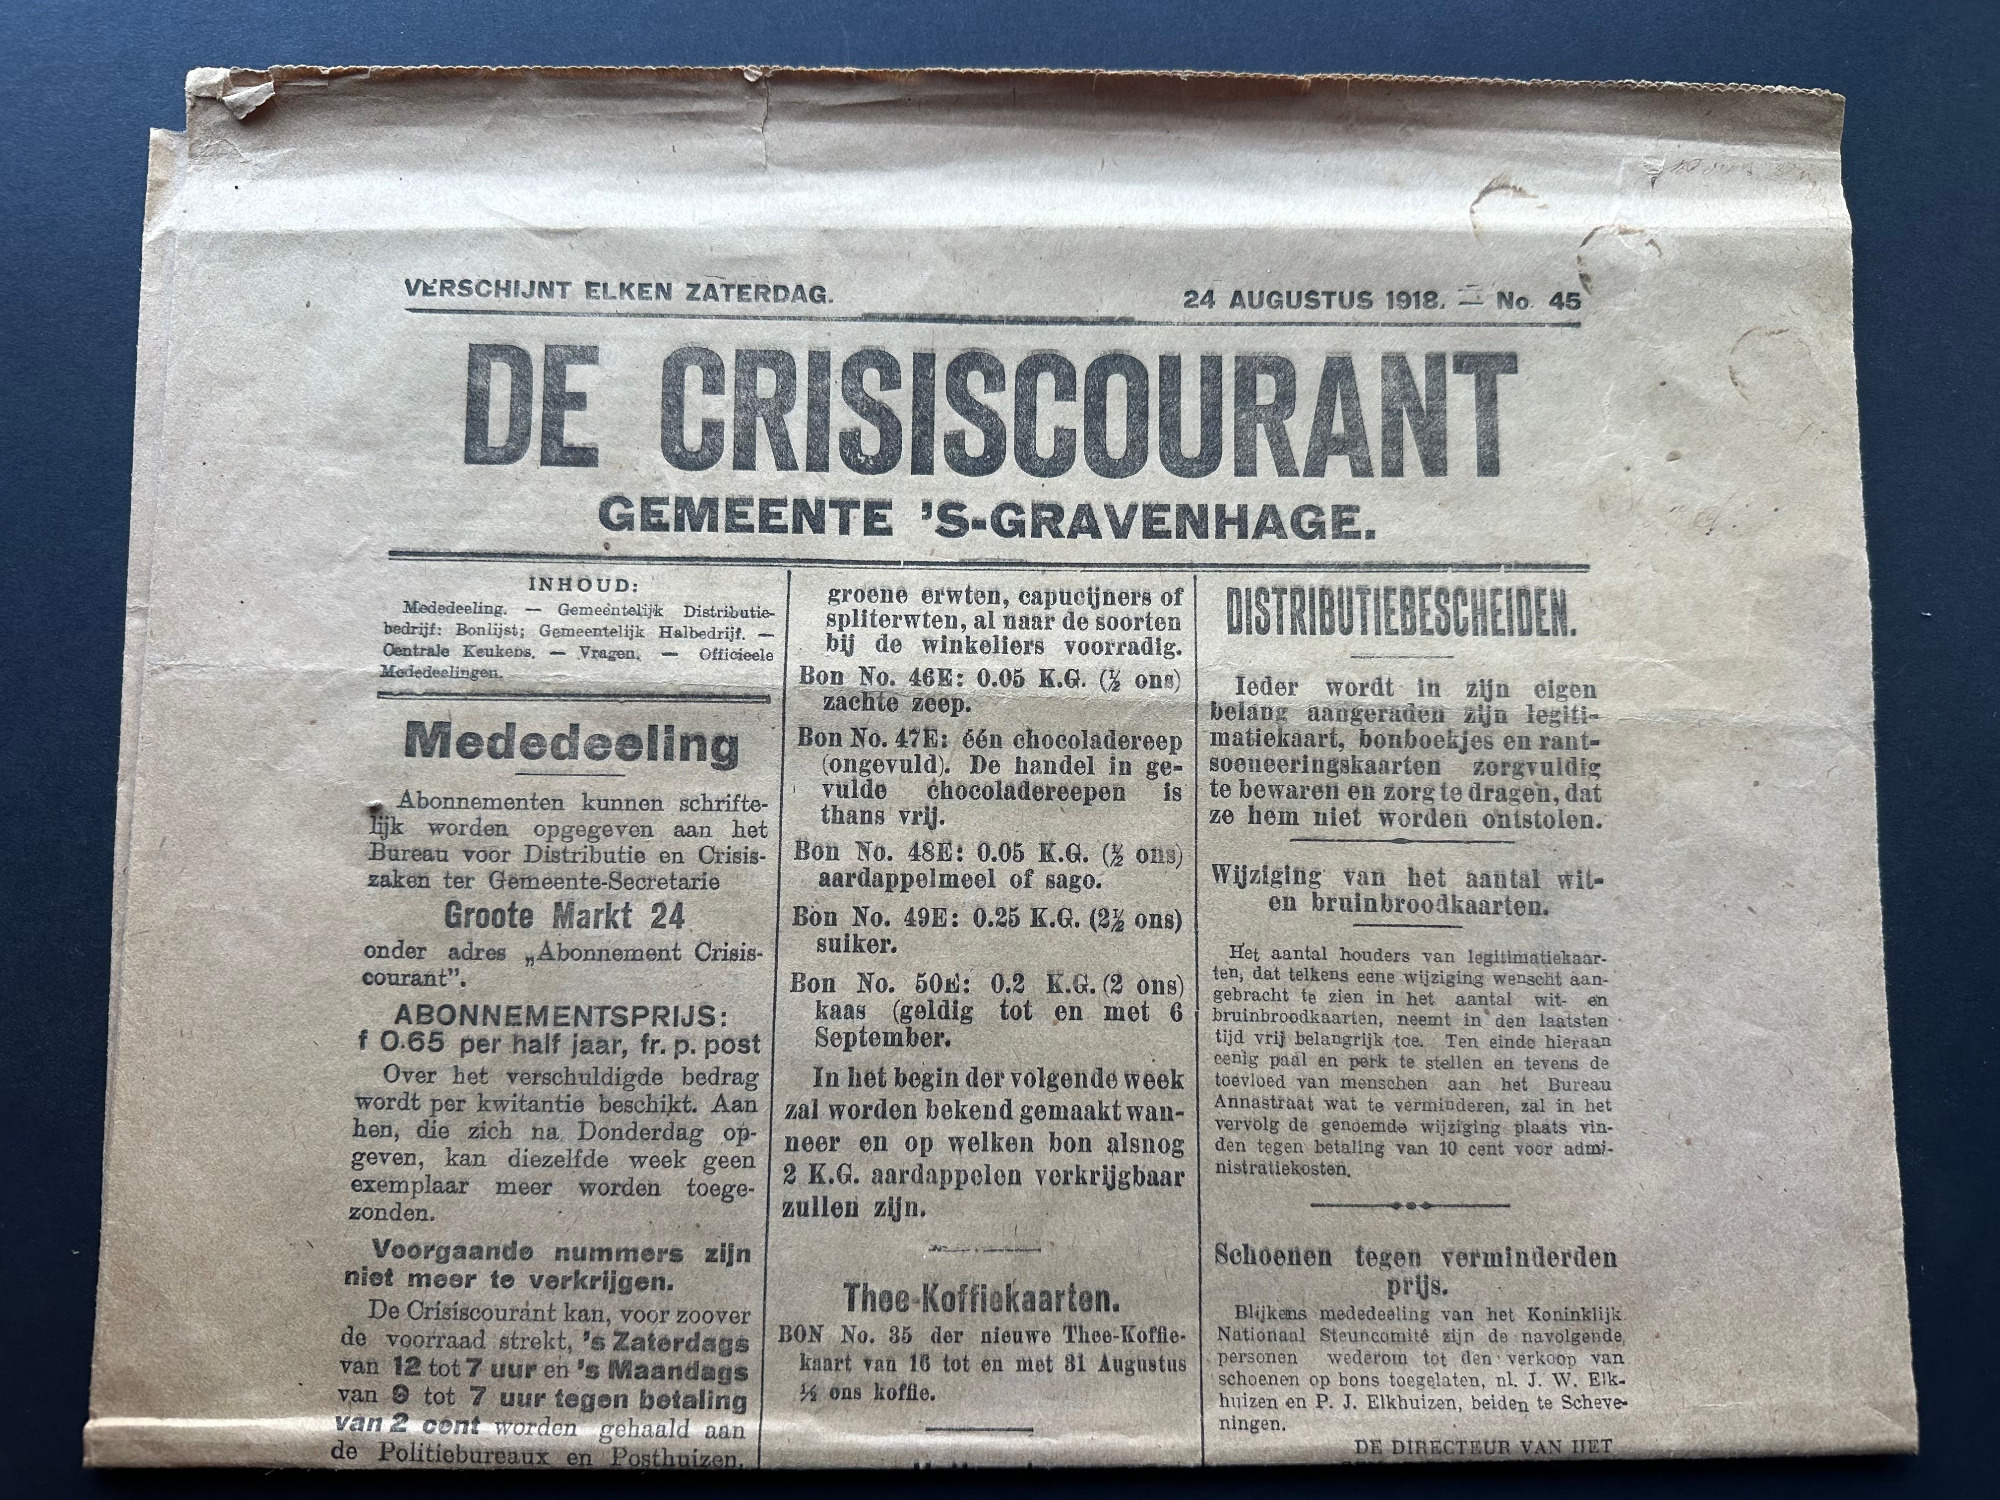 VERSCHIJNT ELKEN ZATERDAG.
24 AUGUSTUS 1918. — No. 45
DE CRISISCOURANT
GEMEENTE 'S-GRAVENHAGE.
INHOUD:
Mededeeling. — Gemeentelijk Distributie-
bedrijf: Bonlijst; Gemeentelijk Halbedrijf. —
Centrale Keukens. — Vragen. — Officieele
Mededeelingen.
Mededeeling
Abonnementen kunnen schrifte-
lijk worden opgegeven aan het
Bureau voor Distributie en Crisis-
zaken ter Gemeente-Secretarie
Groote Markt 24
onder adres „Abonnement Crisis-
courant".
ABONNEMENTSPRIJS:
f 0.65 per half jaar, fr. p. post
Over het verschuldigde bedrag
wordt per kwitantie beschikt. Aan
hen, die zich na Donderdag op-
geven, kan diezelfde week geen
exemplaar meer worden toege-
zonden.
Voorgaande nummers zijn
niet meer te verkrijgen.
De Crisiscourant kan, voor zoover
de voorraad strekt, 's Zaterdags
van 12 tot 7 uur en 's Maandags
van 9 tot 7 uur tegen betaling
van 2 cent worden gehaald aan
de Politiebureaux en Posthuizen.
groene erwten, capucijners of
spliterwten, al naar de soorten
bij de winkeliers voorradig.
Bon No. 46E: 0.05 K.G. (½ ons)
zachte zeep.
Bon No. 47E: één chocoladereep
(ongevuld). De handel in ge-
vulde chocoladereepen is
thans vrij.
Bon No. 48E: 0.05 K.G. (½ ons)
aardappelmeel of sago.
Bon No. 49E: 0.25 K.G. (2½ ons)
suiker.
Bon No. 50E: 0.2 K.G. (2 ons)
kaas (geldig tot en met 6
September.
In het begin der volgende week
zal worden bekend gemaakt wan-
neer en op welken bon alsnog
2 K.G. aardappelen verkrijgbaar
zullen zijn.
Thee-Koffiekaarten.
BON No. 35 der nieuwe Thee-Koffie-
kaart van 16 tot en met 31 Augustus
½ ons koffie.
DISTRIBUTIEBESCHEIDEN.
Ieder wordt in zijn eigen
belang aangeraden zijn legiti-
matiekaart, bonboekjes en rant-
soeneeringskaarten zorgvuldig
te bewaren en zorg te dragen, dat
ze hem niet worden ontstolen.
Wijziging van het aantal wit-
en bruinbroodkaarten.
Het aantal houders van legitimatiekaar-
ten, dat telkens eene wijziging wenscht aan-
gebracht te zien in het aantal wit- en
bruinbroodkaarten, neemt in den laatsten
tijd vrij belangrijk toe. Ten einde hieraan
eenig paal en perk te stellen en tevens de
toevloed van menschen aan het Bureau
Annastraat wat te verminderen, zal in het
vervolg de genoemde wijziging plaats vin-
den tegen betaling van 10 cent voor admi-
nistratiekosten.
Schoenen tegen verminderden
prijs.
Blijkens mededeeling van het Koninklijk
Nationaal Steuncomité zijn de navolgende
personen wederom tot den verkoop van
schoenen op bons toegelaten, nl. J. W. Elk-
huizen en P. J. Elkhuizen, beiden te Scheve-
ningen.
DE DIRECTEUR VAN HET